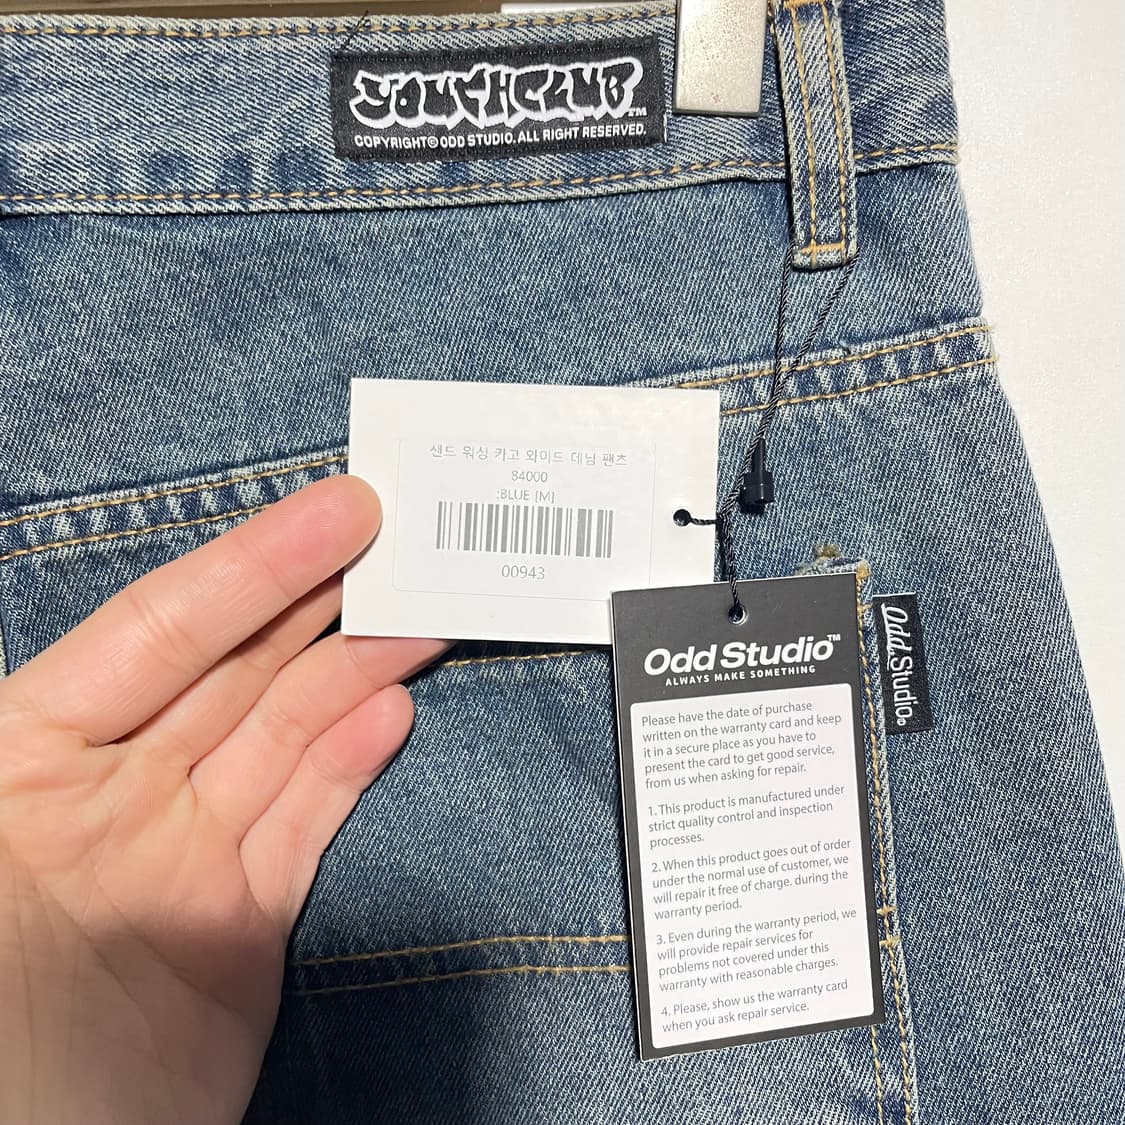 YOUTHCLUB™
COPYRIGHT© ODD STUDIO. ALL RIGHT RESERVED.
샌드 워싱 카고 와이드 데님 팬츠
84000
:BLUE [M]
00943
Odd Studio™
ALWAYS MAKE SOMETHING
Please have the date of purchase
written on the warranty card and keep
it in a secure place as you have to
present the card to get good service,
from us when asking for repair.
1. This product is manufactured under
strict quality control and inspection
processes.
2. When this product goes out of order
under the normal use of customer, we
will repair it free of charge. during the
warranty period.
3. Even during the warranty period, we
will provide repair services for
problems not covered under this
warranty with reasonable charges.
4. Please, show us the warranty card
when you ask repair service.
Odd.Studio®